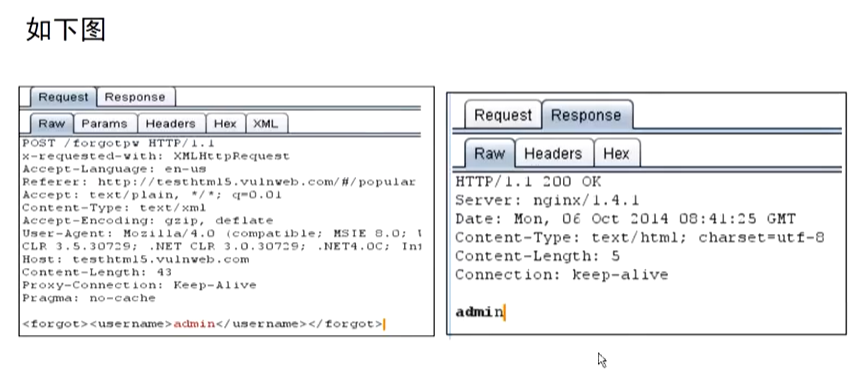 如下图
Request Response
Raw Params Headers Hex XML
POST /forgotpw HTTP/1.1
x-requested-with: XMLHttpRequest
Accept-Language: en-us
Referer: http://testhtml5.vulnweb.com/#/popular
Accept: text/plain, */*; q=0.01
Content-Type: text/xml
Accept-Encoding: gzip, deflate
User-Agent: Mozilla/4.0 (compatible; MSIE 8.0;
CLR 3.5.30729; .NET CLR 3.0.30729; .NET4.0C;
Host: testhtml5.vulnweb.com
Content-Length: 43
Proxy-Connection: Keep-Alive
Pragma: no-cache
<forgot><username>admin</username></forgot>
Request Response
Raw Headers Hex
HTTP/1.1 200 OK
Server: nginx/1.4.1
Date: Mon, 06 Oct 2014 08:41:25 GMT
Content-Type: text/html; charset=utf-8
Content-Length: 5
Connection: keep-alive
admin